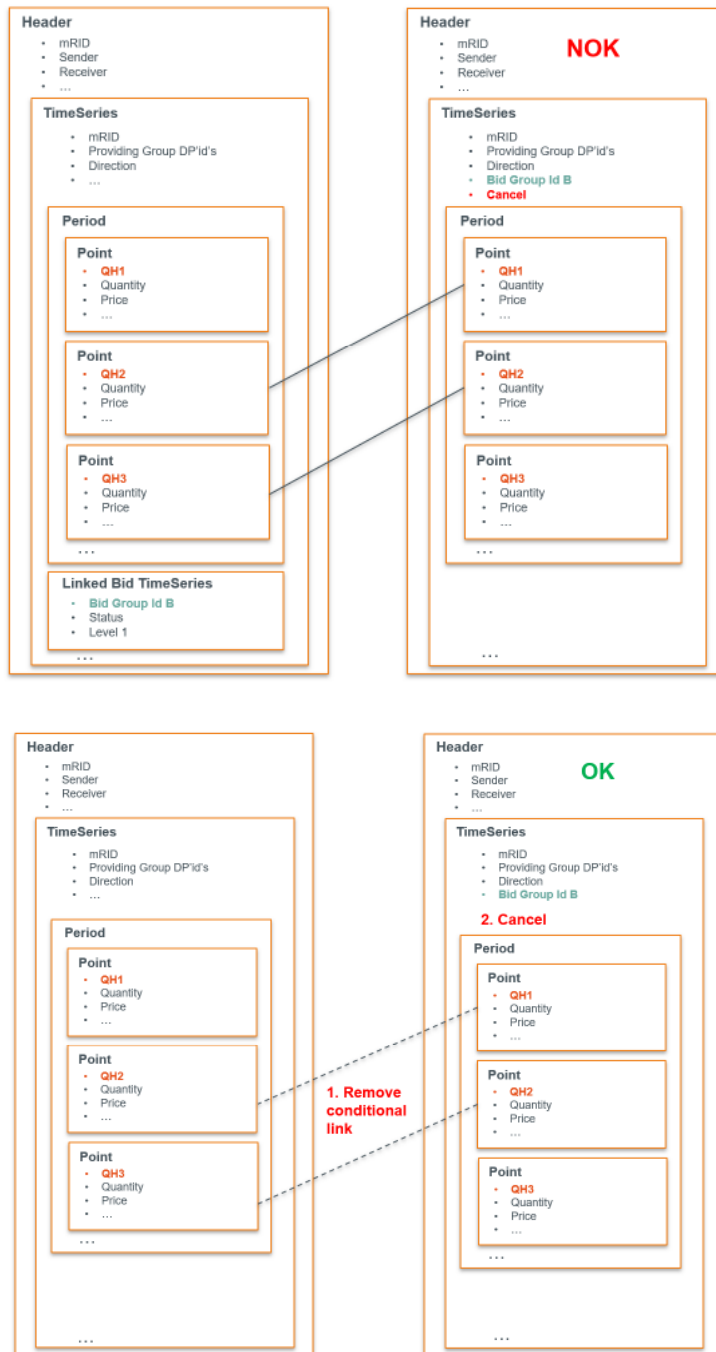 Header
• mRID
• Sender
• Receiver
• ...
TimeSeries
• mRID
• Providing Group DP'id's
• Direction
• ...
Period
Point
• QH1
• Quantity
• Price
• ...
Point
• QH2
• Quantity
• Price
• ...
Point
• QH3
• Quantity
• Price
• ...
...
Linked Bid TimeSeries
• Bid Group Id B
• Status
• Level 1
...
Header
NOK
• mRID
• Sender
• Receiver
• ...
TimeSeries
• mRID
• Providing Group DP'id's
• Direction
• Bid Group Id B
• Cancel
Period
Point
• QH1
• Quantity
• Price
• ...
Point
• QH2
• Quantity
• Price
• ...
Point
• QH3
• Quantity
• Price
• ...
...
...
Header
• mRID
• Sender
• Receiver
• ...
TimeSeries
• mRID
• Providing Group DP'id's
• Direction
• ...
Period
Point
• QH1
• Quantity
• Price
• ...
Point
• QH2
• Quantity
• Price
• ...
Point
• QH3
• Quantity
• Price
• ...
...
...
1. Remove
conditional
link
Header
OK
• mRID
• Sender
• Receiver
• ...
TimeSeries
• mRID
• Providing Group DP'id's
• Direction
• Bid Group Id B
2. Cancel
Period
Point
• QH1
• Quantity
• Price
• ...
Point
• QH2
• Quantity
• Price
• ...
Point
• QH3
• Quantity
• Price
• ...
...
...